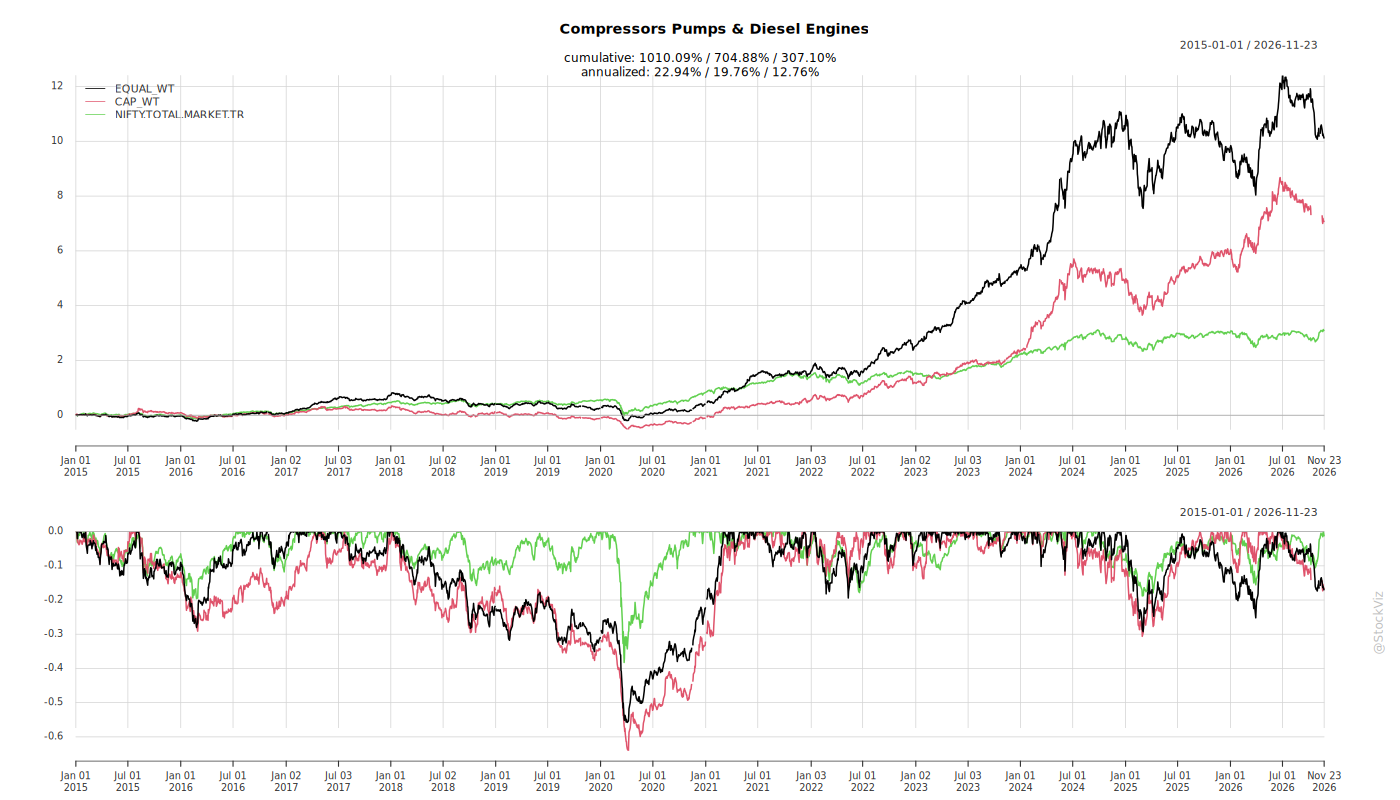 Compressors Pumps & Diesel Engines
2015-01-01 / 2026-11-23
cumulative: 1010.09% / 704.88% / 307.10%
annualized: 22.94% / 19.76% / 12.76%
EQUAL_WT
CAP_WT
NIFTY.TOTAL.MARKET.TR
12
10
8
6
4
2
0
Jan 01 Jul 01 Jan 01 Jul 01 Jan 02 Jul 03 Jan 01 Jul 02 Jan 01 Jul 01 Jan 01 Jul 01 Jan 01 Jul 01 Jan 03 Jul 01 Jan 02 Jul 03 Jan 01 Jul 01 Jan 01 Jul 01 Jan 01 Jul 01 Nov 23
2015 2015 2016 2016 2017 2017 2018 2018 2019 2019 2020 2020 2021 2021 2022 2022 2023 2023 2024 2024 2025 2025 2026 2026 2026
2015-01-01 / 2026-11-23
0.0
-0.1
-0.2
-0.3
-0.4
-0.5
-0.6
Jan 01 Jul 01 Jan 01 Jul 01 Jan 02 Jul 03 Jan 01 Jul 02 Jan 01 Jul 01 Jan 01 Jul 01 Jan 01 Jul 01 Jan 03 Jul 01 Jan 02 Jul 03 Jan 01 Jul 01 Jan 01 Jul 01 Jan 01 Jul 01 Nov 23
2015 2015 2016 2016 2017 2017 2018 2018 2019 2019 2020 2020 2021 2021 2022 2022 2023 2023 2024 2024 2025 2025 2026 2026 2026
@StockViz